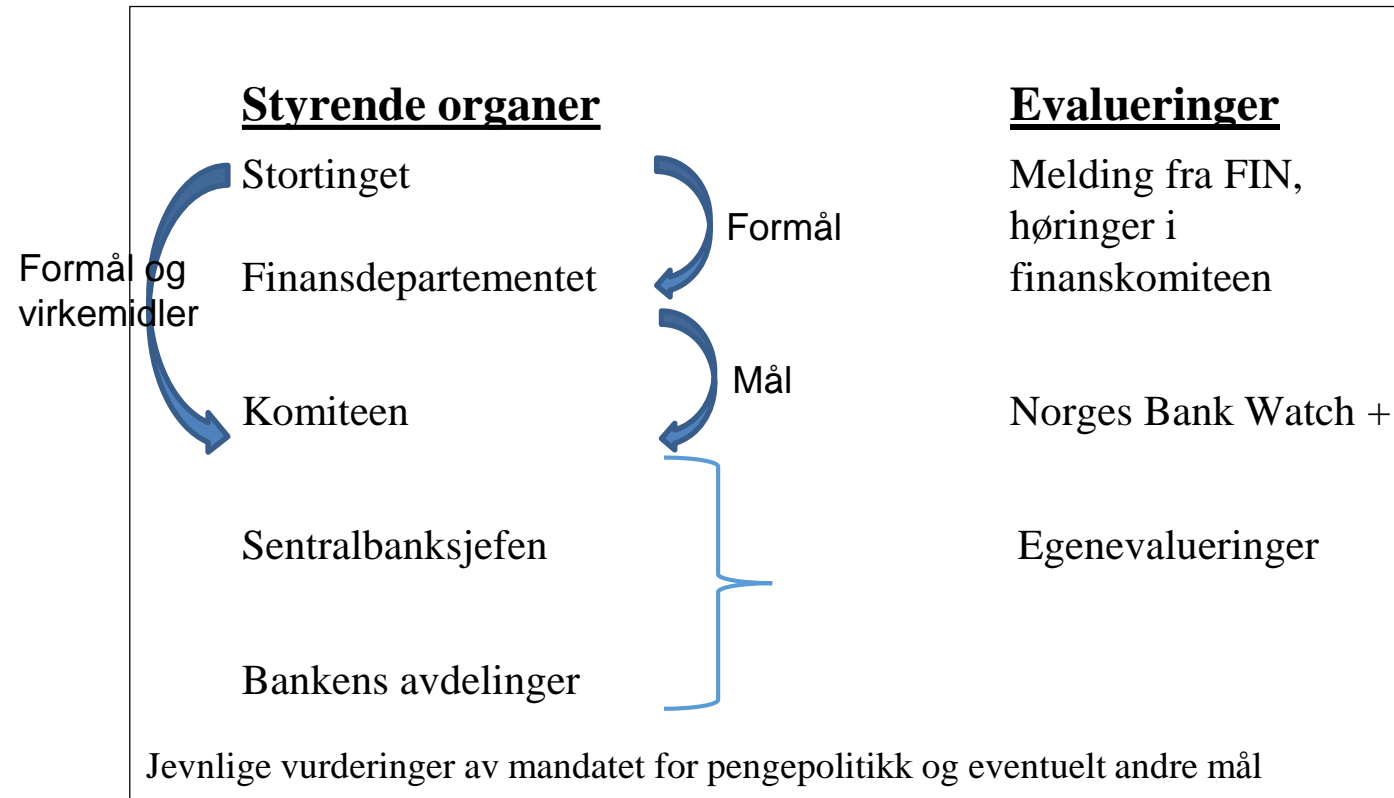 Styrende organer
Evalueringer
Stortinget
Melding fra FIN,
høringer i
finanskomiteen
Formål
Formål og
virkemidler
Finansdepartementet
Mål
Komiteen
Norges Bank Watch +
Sentralbanksjefen
Egenevalueringer
Bankens avdelinger
Jevnlige vurderinger av mandatet for pengepolitikk og eventuelt andre mål